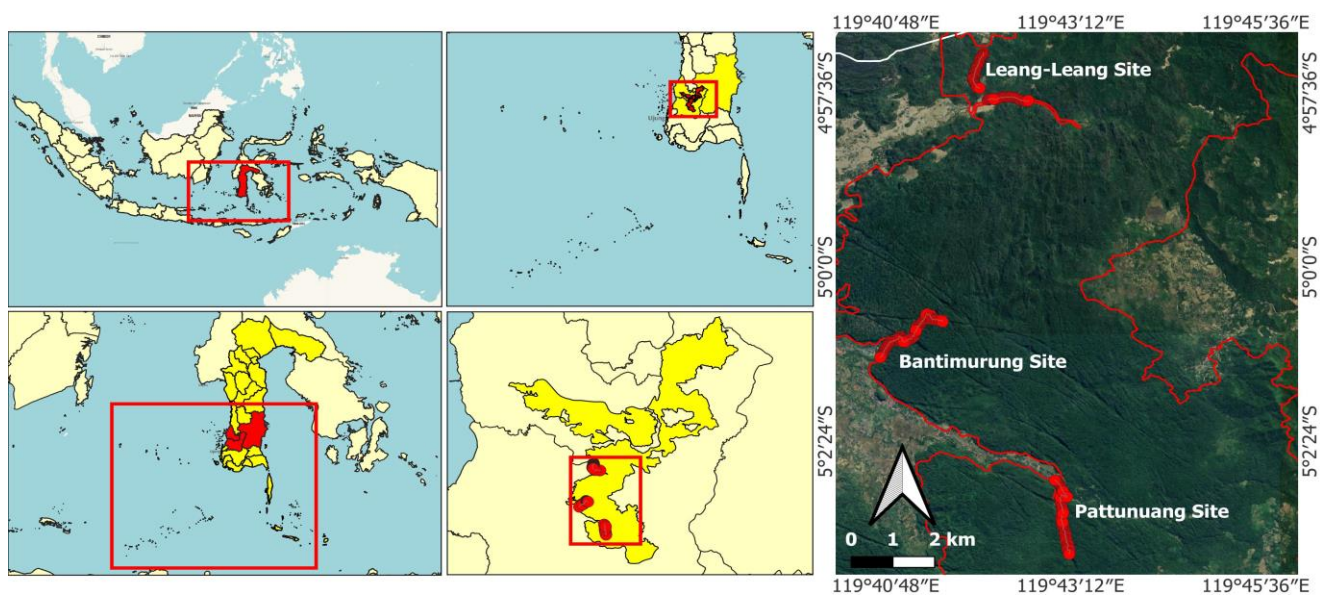 119°40′48″E 119°43′12″E 119°45′36″E
4°57′36″S
Leang-Leang Site
5°0′0″S
Bantimurung Site
5°2′24″S
Pattunuang Site
0 1 2 km
119°40′48″E 119°43′12″E 119°45′36″E
4°57′36″S
5°0′0″S
5°2′24″S